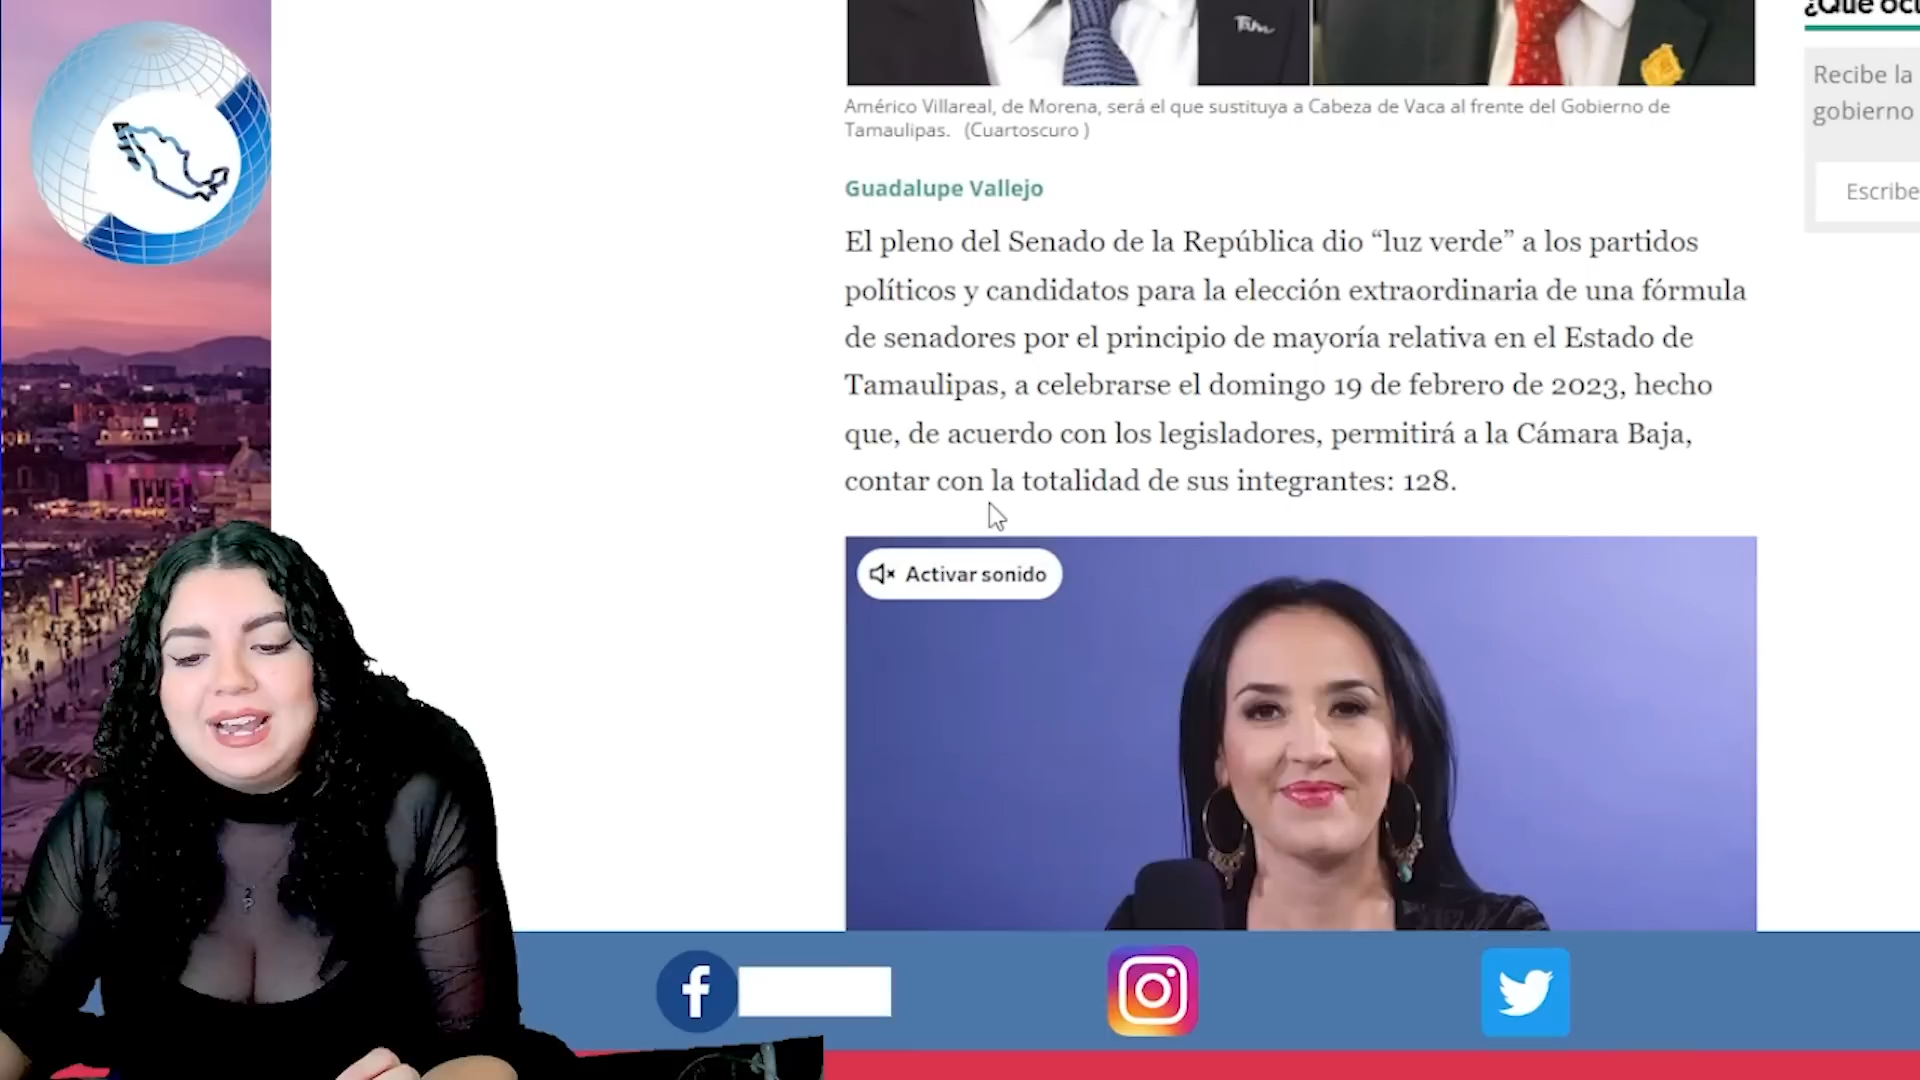 ¿Qué ocu
Recibe la
gobierno
Escribe
Américo Villareal, de Morena, será el que sustituya a Cabeza de Vaca al frente del Gobierno de
Tamaulipas. (Cuartoscuro )
Guadalupe Vallejo
El pleno del Senado de la República dio “luz verde” a los partidos
políticos y candidatos para la elección extraordinaria de una fórmula
de senadores por el principio de mayoría relativa en el Estado de
Tamaulipas, a celebrarse el domingo 19 de febrero de 2023, hecho
que, de acuerdo con los legisladores, permitirá a la Cámara Baja,
contar con la totalidad de sus integrantes: 128.
Activar sonido